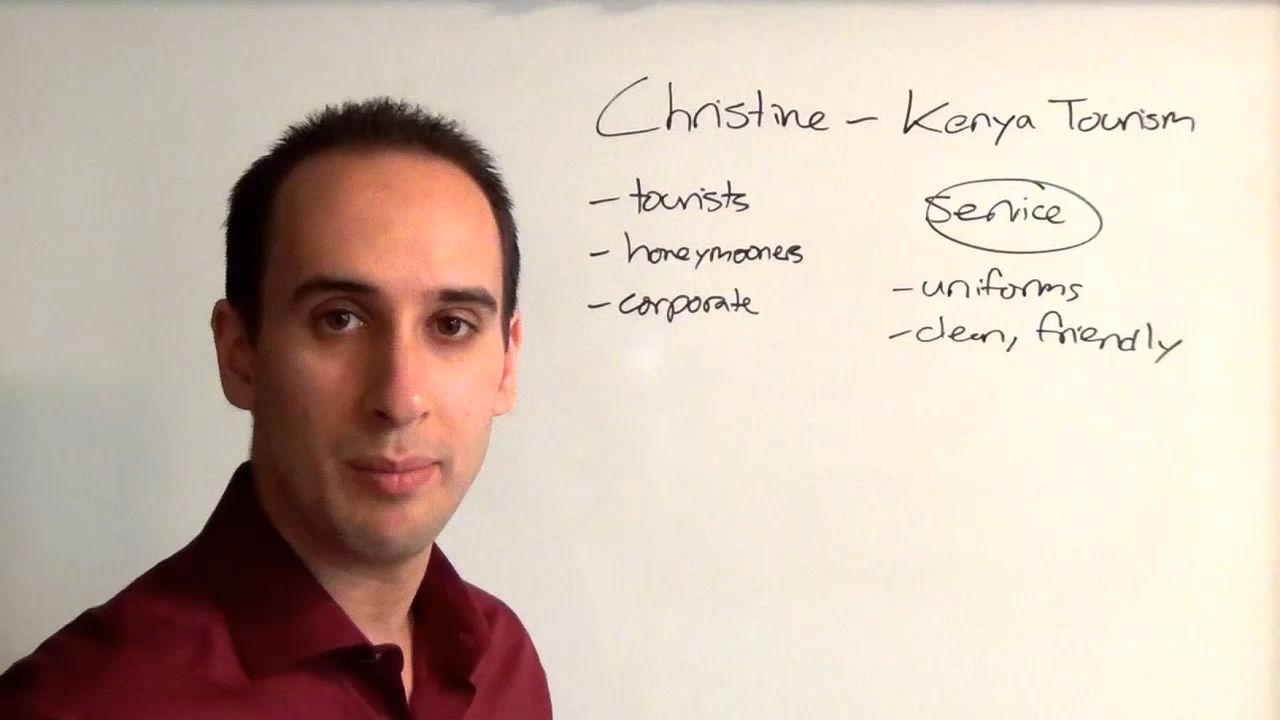 Christine – Kenya Tourism
– tourists
– honeymooners
– corporate
Service
– uniforms
– clean, friendly